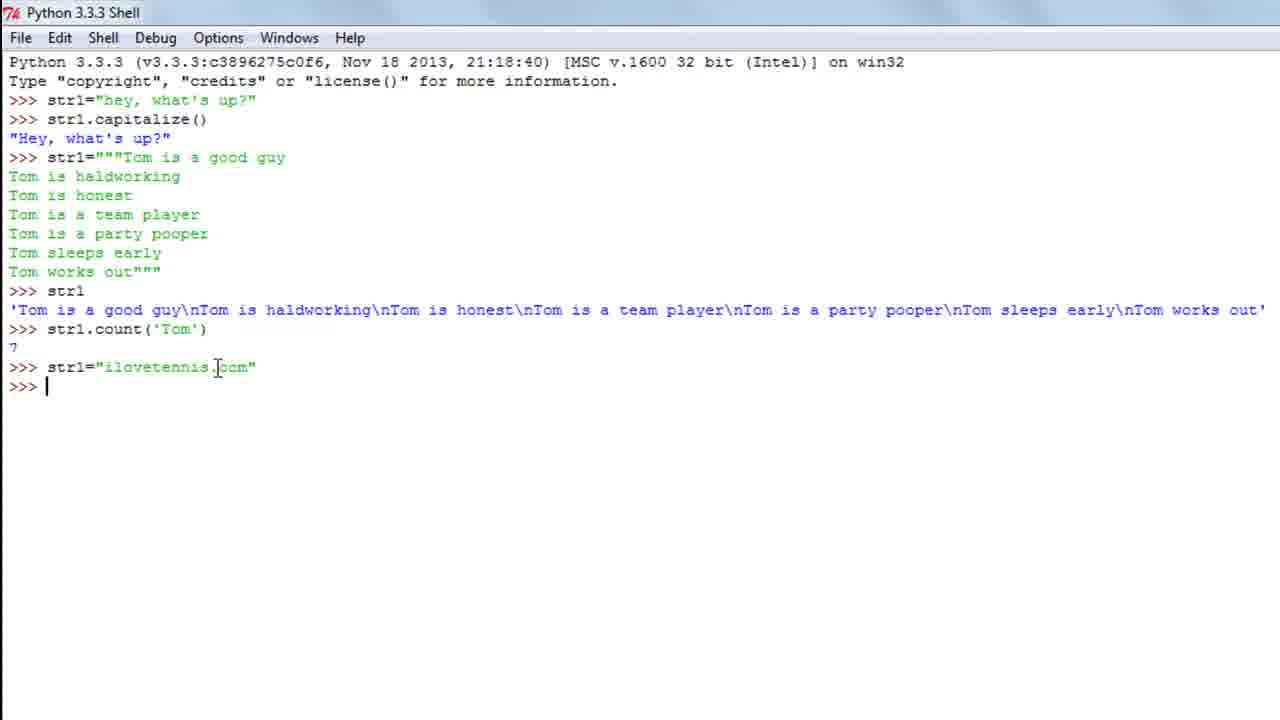 Python 3.3.3 Shell
File Edit Shell Debug Options Windows Help
Python 3.3.3 (v3.3.3:c3896275c0f6, Nov 18 2013, 21:18:40) [MSC v.1600 32 bit (Intel)] on win32
Type "copyright", "credits" or "license()" for more information.
>>> str1="hey, what's up?"
>>> str1.capitalize()
"Hey, what's up?"
>>> str1="""Tom is a good guy
Tom is haldworking
Tom is honest
Tom is a team player
Tom is a party pooper
Tom sleeps early
Tom works out"""
>>> str1
'Tom is a good guy\nTom is haldworking\nTom is honest\nTom is a team player\nTom is a party pooper\nTom sleeps early\nTom works out'
>>> str1.count('Tom')
7
>>> str1="ilovetennis.com"
>>>